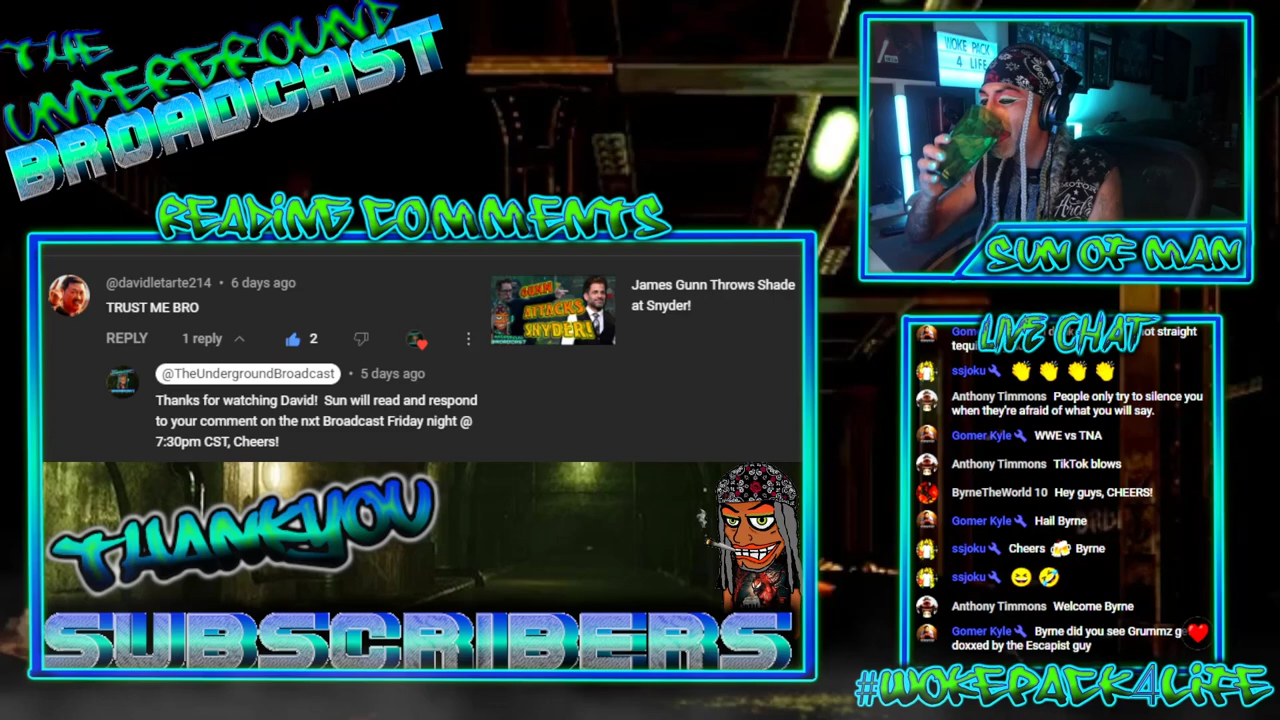 THE
UNDERGROUND
BROADCAST
READING COMMENTS
@davidletarte214 • 6 days ago
TRUST ME BRO
REPLY 1 reply 2
@TheUndergroundBroadcast • 5 days ago
Thanks for watching David! Sun will read and respond
to your comment on the nxt Broadcast Friday night @
7:30pm CST, Cheers!
GUNN
ATTACKS
SNYDER!
James Gunn Throws Shade
at Snyder!
THANKYOU
SUBSCRIBERS
WOKE PACK
4 LIFE
MOTOR
SUN OF MAN
LIVE CHAT
ot straight
tequ
ssjoku 👏 👏 👏 👏
Anthony Timmons People only try to silence you
when they're afraid of what you will say.
Gomer Kyle WWE vs TNA
Anthony Timmons TikTok blows
ByrneTheWorld 10 Hey guys, CHEERS!
Gomer Kyle Hail Byrne
ssjoku Cheers 🍻 Byrne
ssjoku 😆 🤣
Anthony Timmons Welcome Byrne
Gomer Kyle Byrne did you see Grummz g
doxxed by the Escapist guy
#WOKEPACK4LIFE